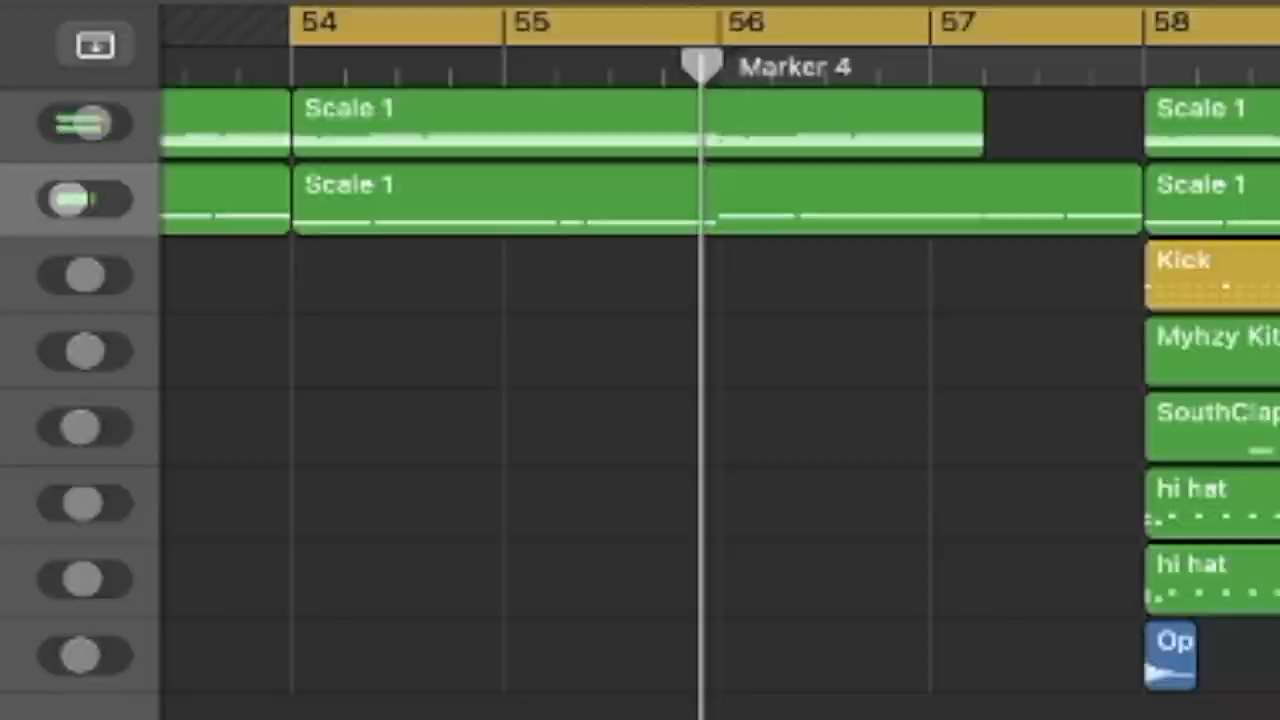 54 55 56 57 58
Marker 4
Scale 1 Scale 1
Scale 1 Scale 1
Kick
Myhzy Kit
SouthClap
hi hat
hi hat
Op